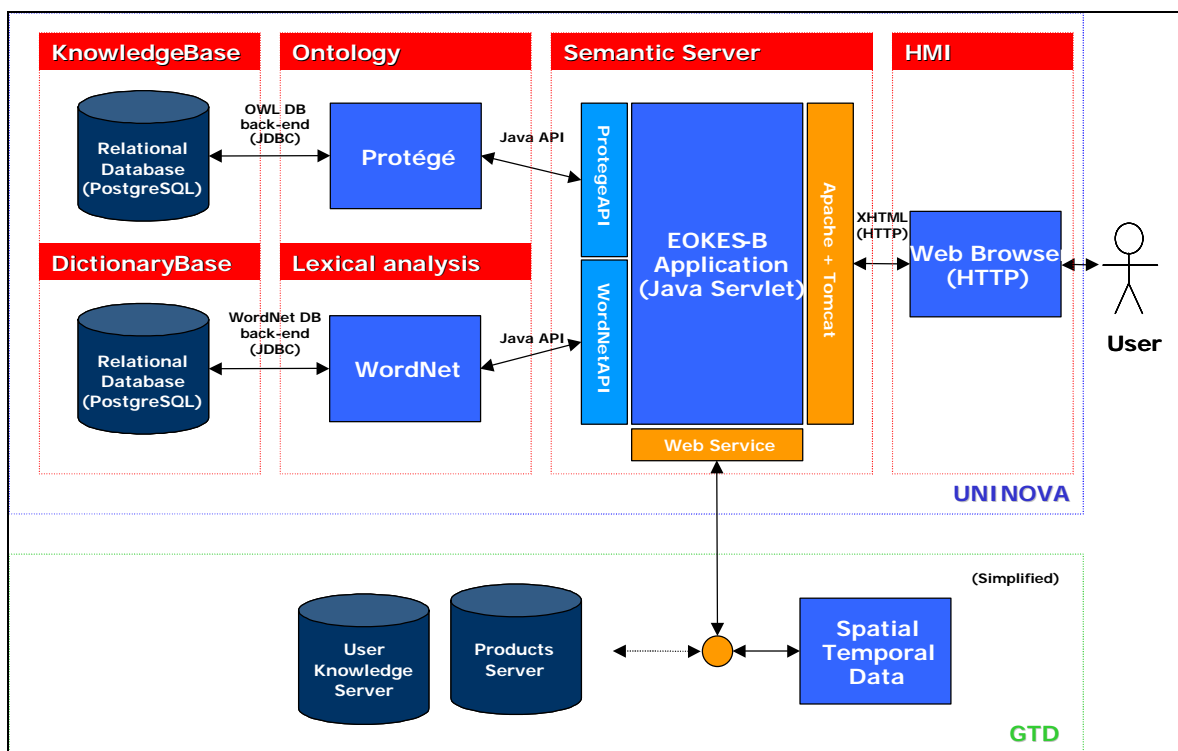 KnowledgeBase
Ontology
Semantic Server
HMI
Relational
Database
(PostgreSQL)
OWL DB
back-end
(JDBC)
Protégé
Java API
ProtegeAPI
EOKES-B
Application
(Java Servlet)
Apache + Tomcat
XHTML
(HTTP)
Web Browser
(HTTP)
User
DictionaryBase
Lexical analysis
Relational
Database
(PostgreSQL)
WordNet DB
back-end
(JDBC)
WordNet
Java API
WordNetAPI
Web Service
UNINOVA
(Simplified)
User
Knowledge
Server
Products
Server
Spatial
Temporal
Data
GTD